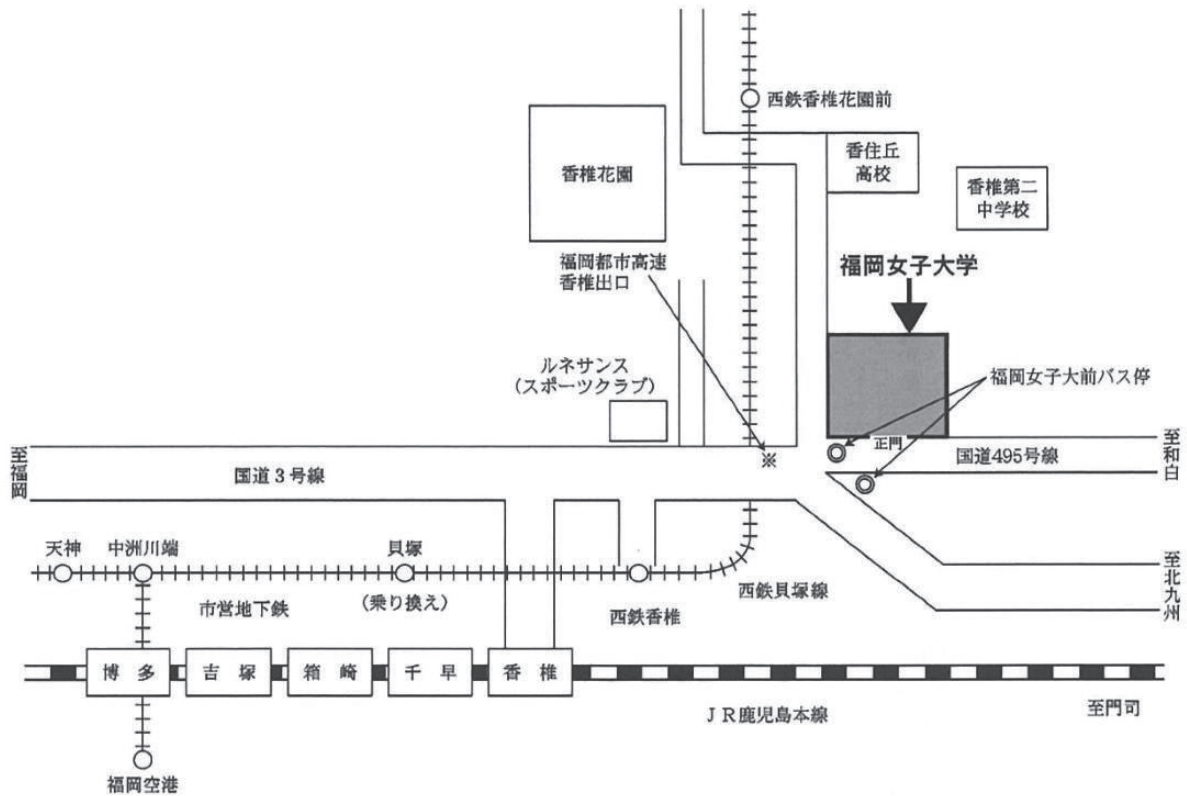 西鉄香椎花園前
香住丘
高校
香椎花園
香椎第二
中学校
福岡都市高速
香椎出口
福岡女子大学
ルネサンス
（スポーツクラブ）
福岡女子大前バス停
至福岡
国道3号線
※
正門
国道495号線
至和白
天神
中洲川端
貝塚
（乗り換え）
市営地下鉄
西鉄香椎
西鉄貝塚線
至北九州
博多
吉塚
箱崎
千早
香椎
JR鹿児島本線
至門司
福岡空港